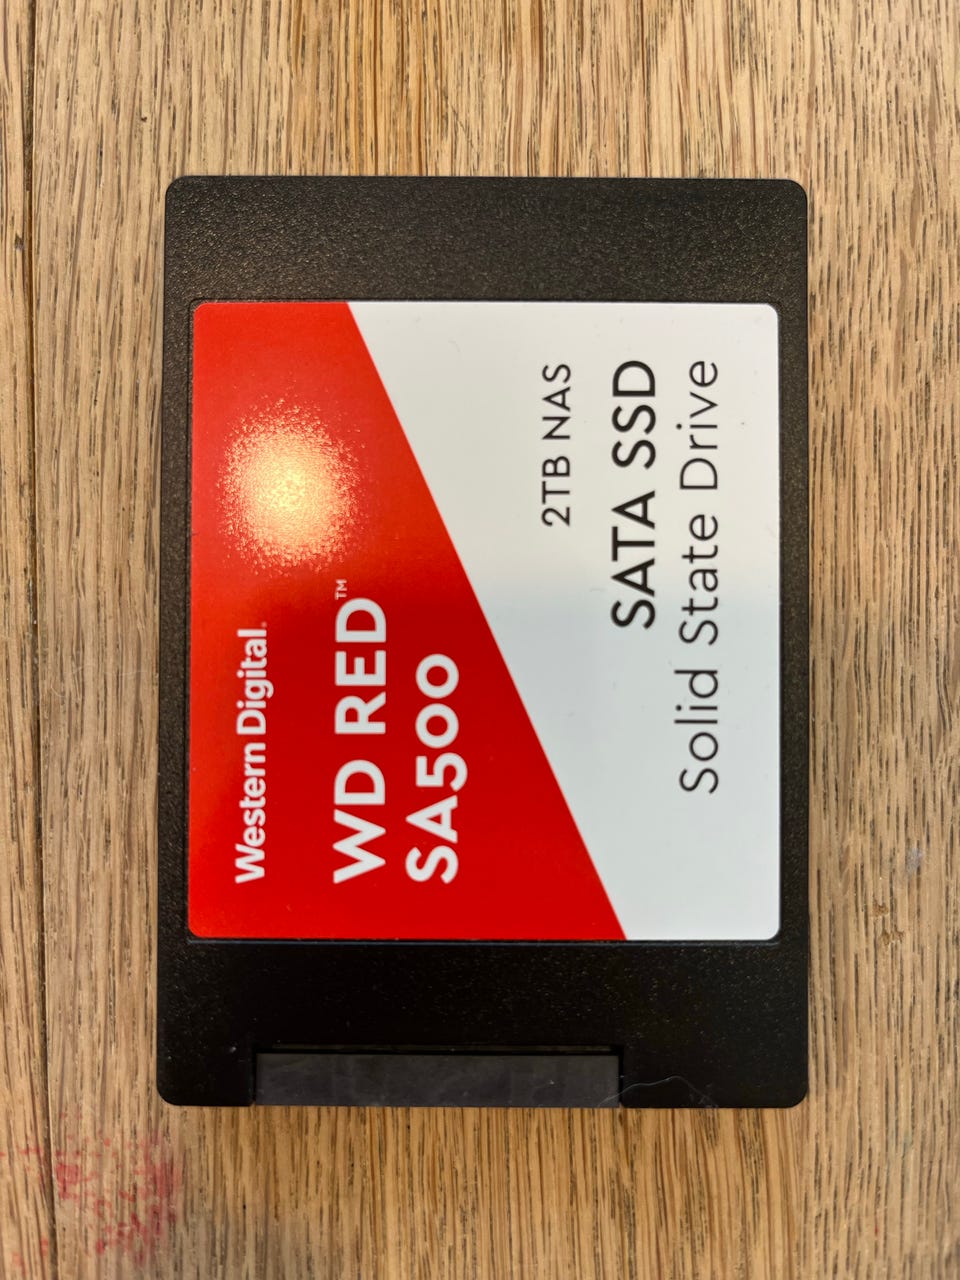 Western Digital.
WD RED™
SA500
2TB NAS
SATA SSD
Solid State Drive